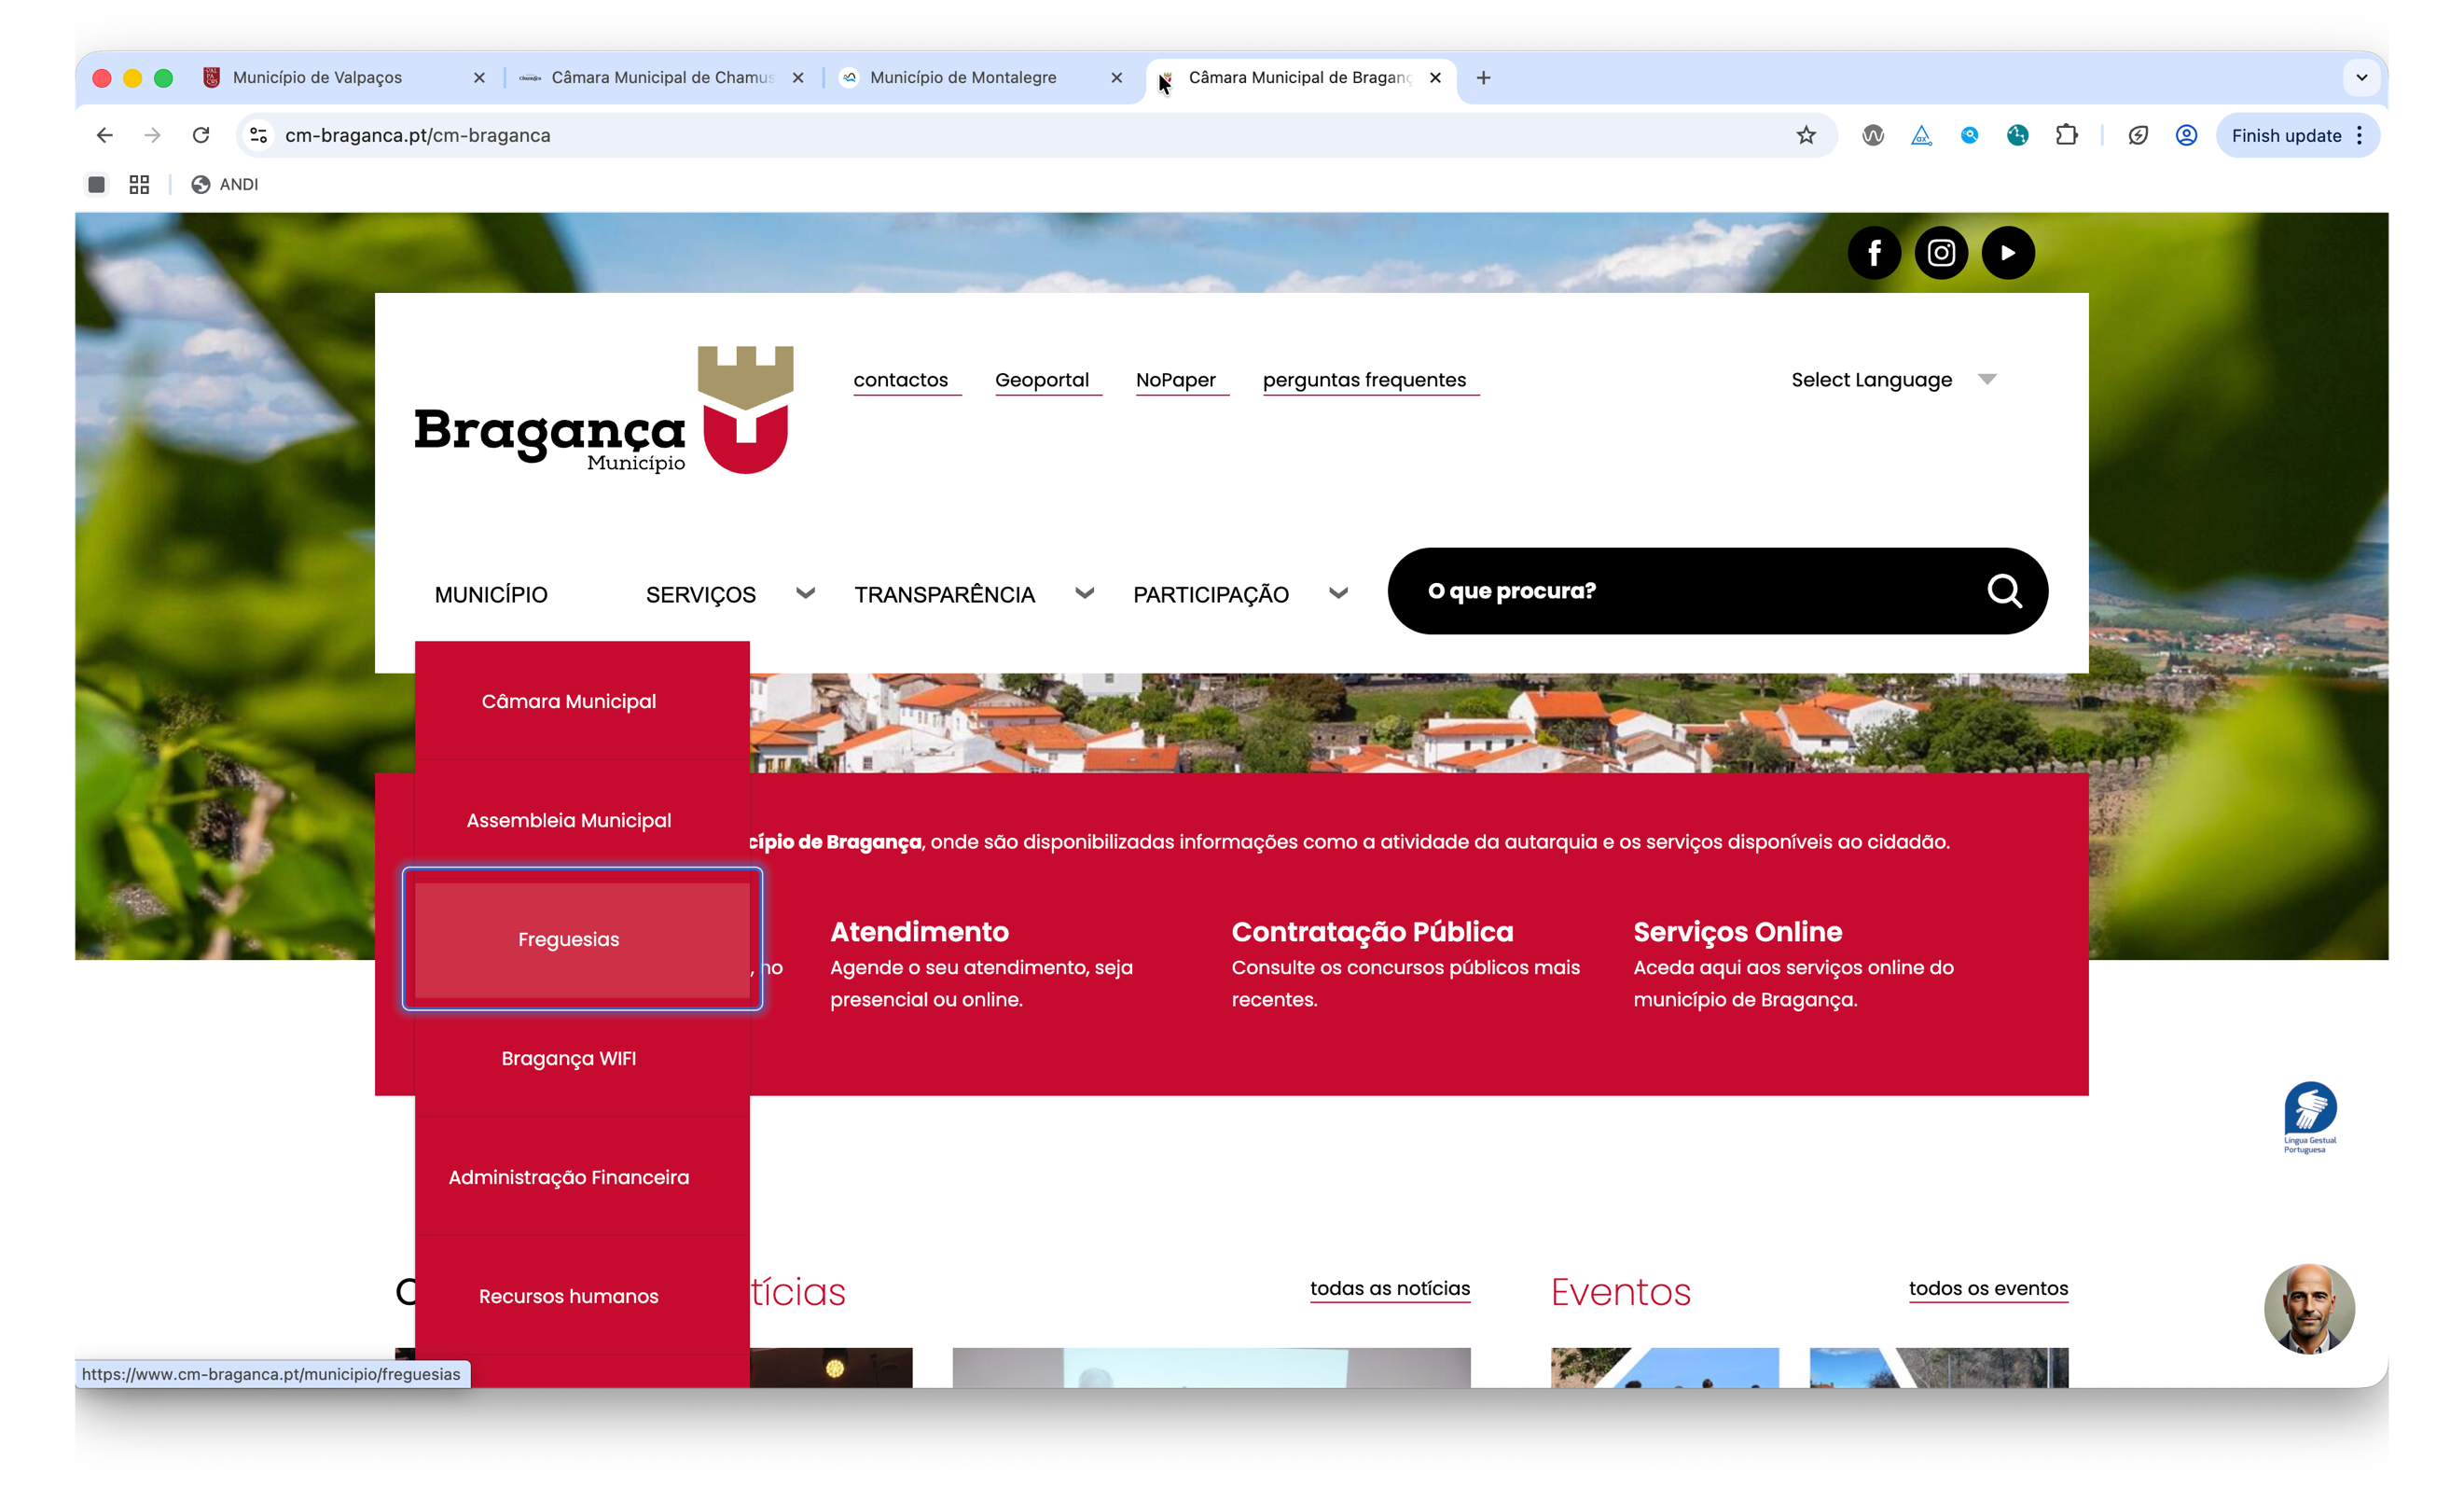 Município de Valpaços
Câmara Municipal de Chamus
Município de Montalegre
Câmara Municipal de Braganç
cm-braganca.pt/cm-braganca
Finish update
ANDI
contactos
Geoportal
NoPaper
perguntas frequentes
Select Language
Bragança
Município
MUNICÍPIO
SERVIÇOS
TRANSPARÊNCIA
PARTICIPAÇÃO
O que procura?
Câmara Municipal
Assembleia Municipal
Freguesias
Bragança WIFI
Administração Financeira
Recursos humanos
cípio de Bragança, onde são disponibilizadas informações como a atividade da autarquia e os serviços disponíveis ao cidadão.
, no
Atendimento
Agende o seu atendimento, seja
presencial ou online.
Contratação Pública
Consulte os concursos públicos mais
recentes.
Serviços Online
Aceda aqui aos serviços online do
município de Bragança.
Língua Gestual
Portuguesa
tícias
todas as notícias
Eventos
todos os eventos
https://www.cm-braganca.pt/municipio/freguesias